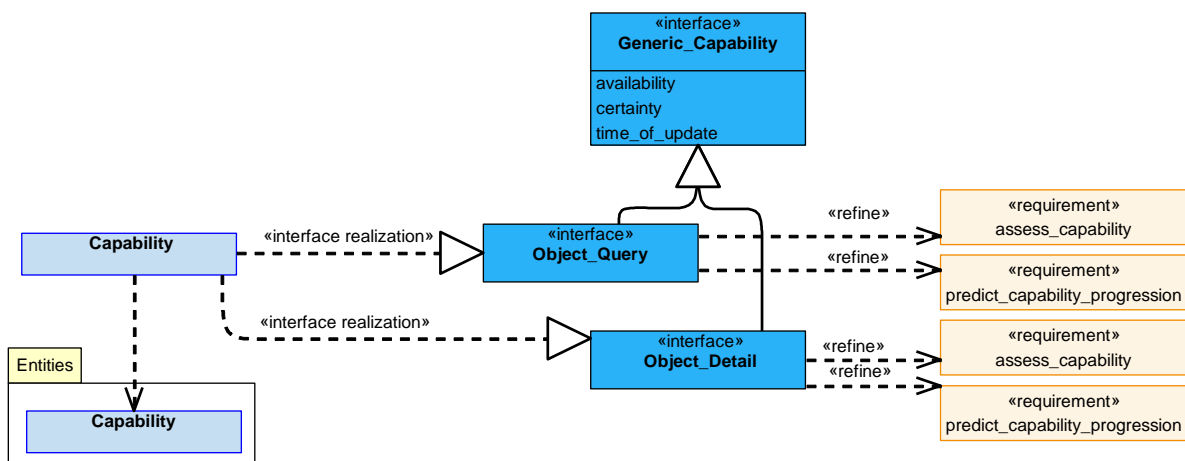 «interface»
Generic_Capability
availability
certainty
time_of_update
Capability
«interface realization»
«interface»
Object_Query
«refine»
«requirement»
assess_capability
«refine»
«requirement»
predict_capability_progression
«interface realization»
«interface»
Object_Detail
«refine»
«requirement»
assess_capability
«refine»
«requirement»
predict_capability_progression
Entities
Capability